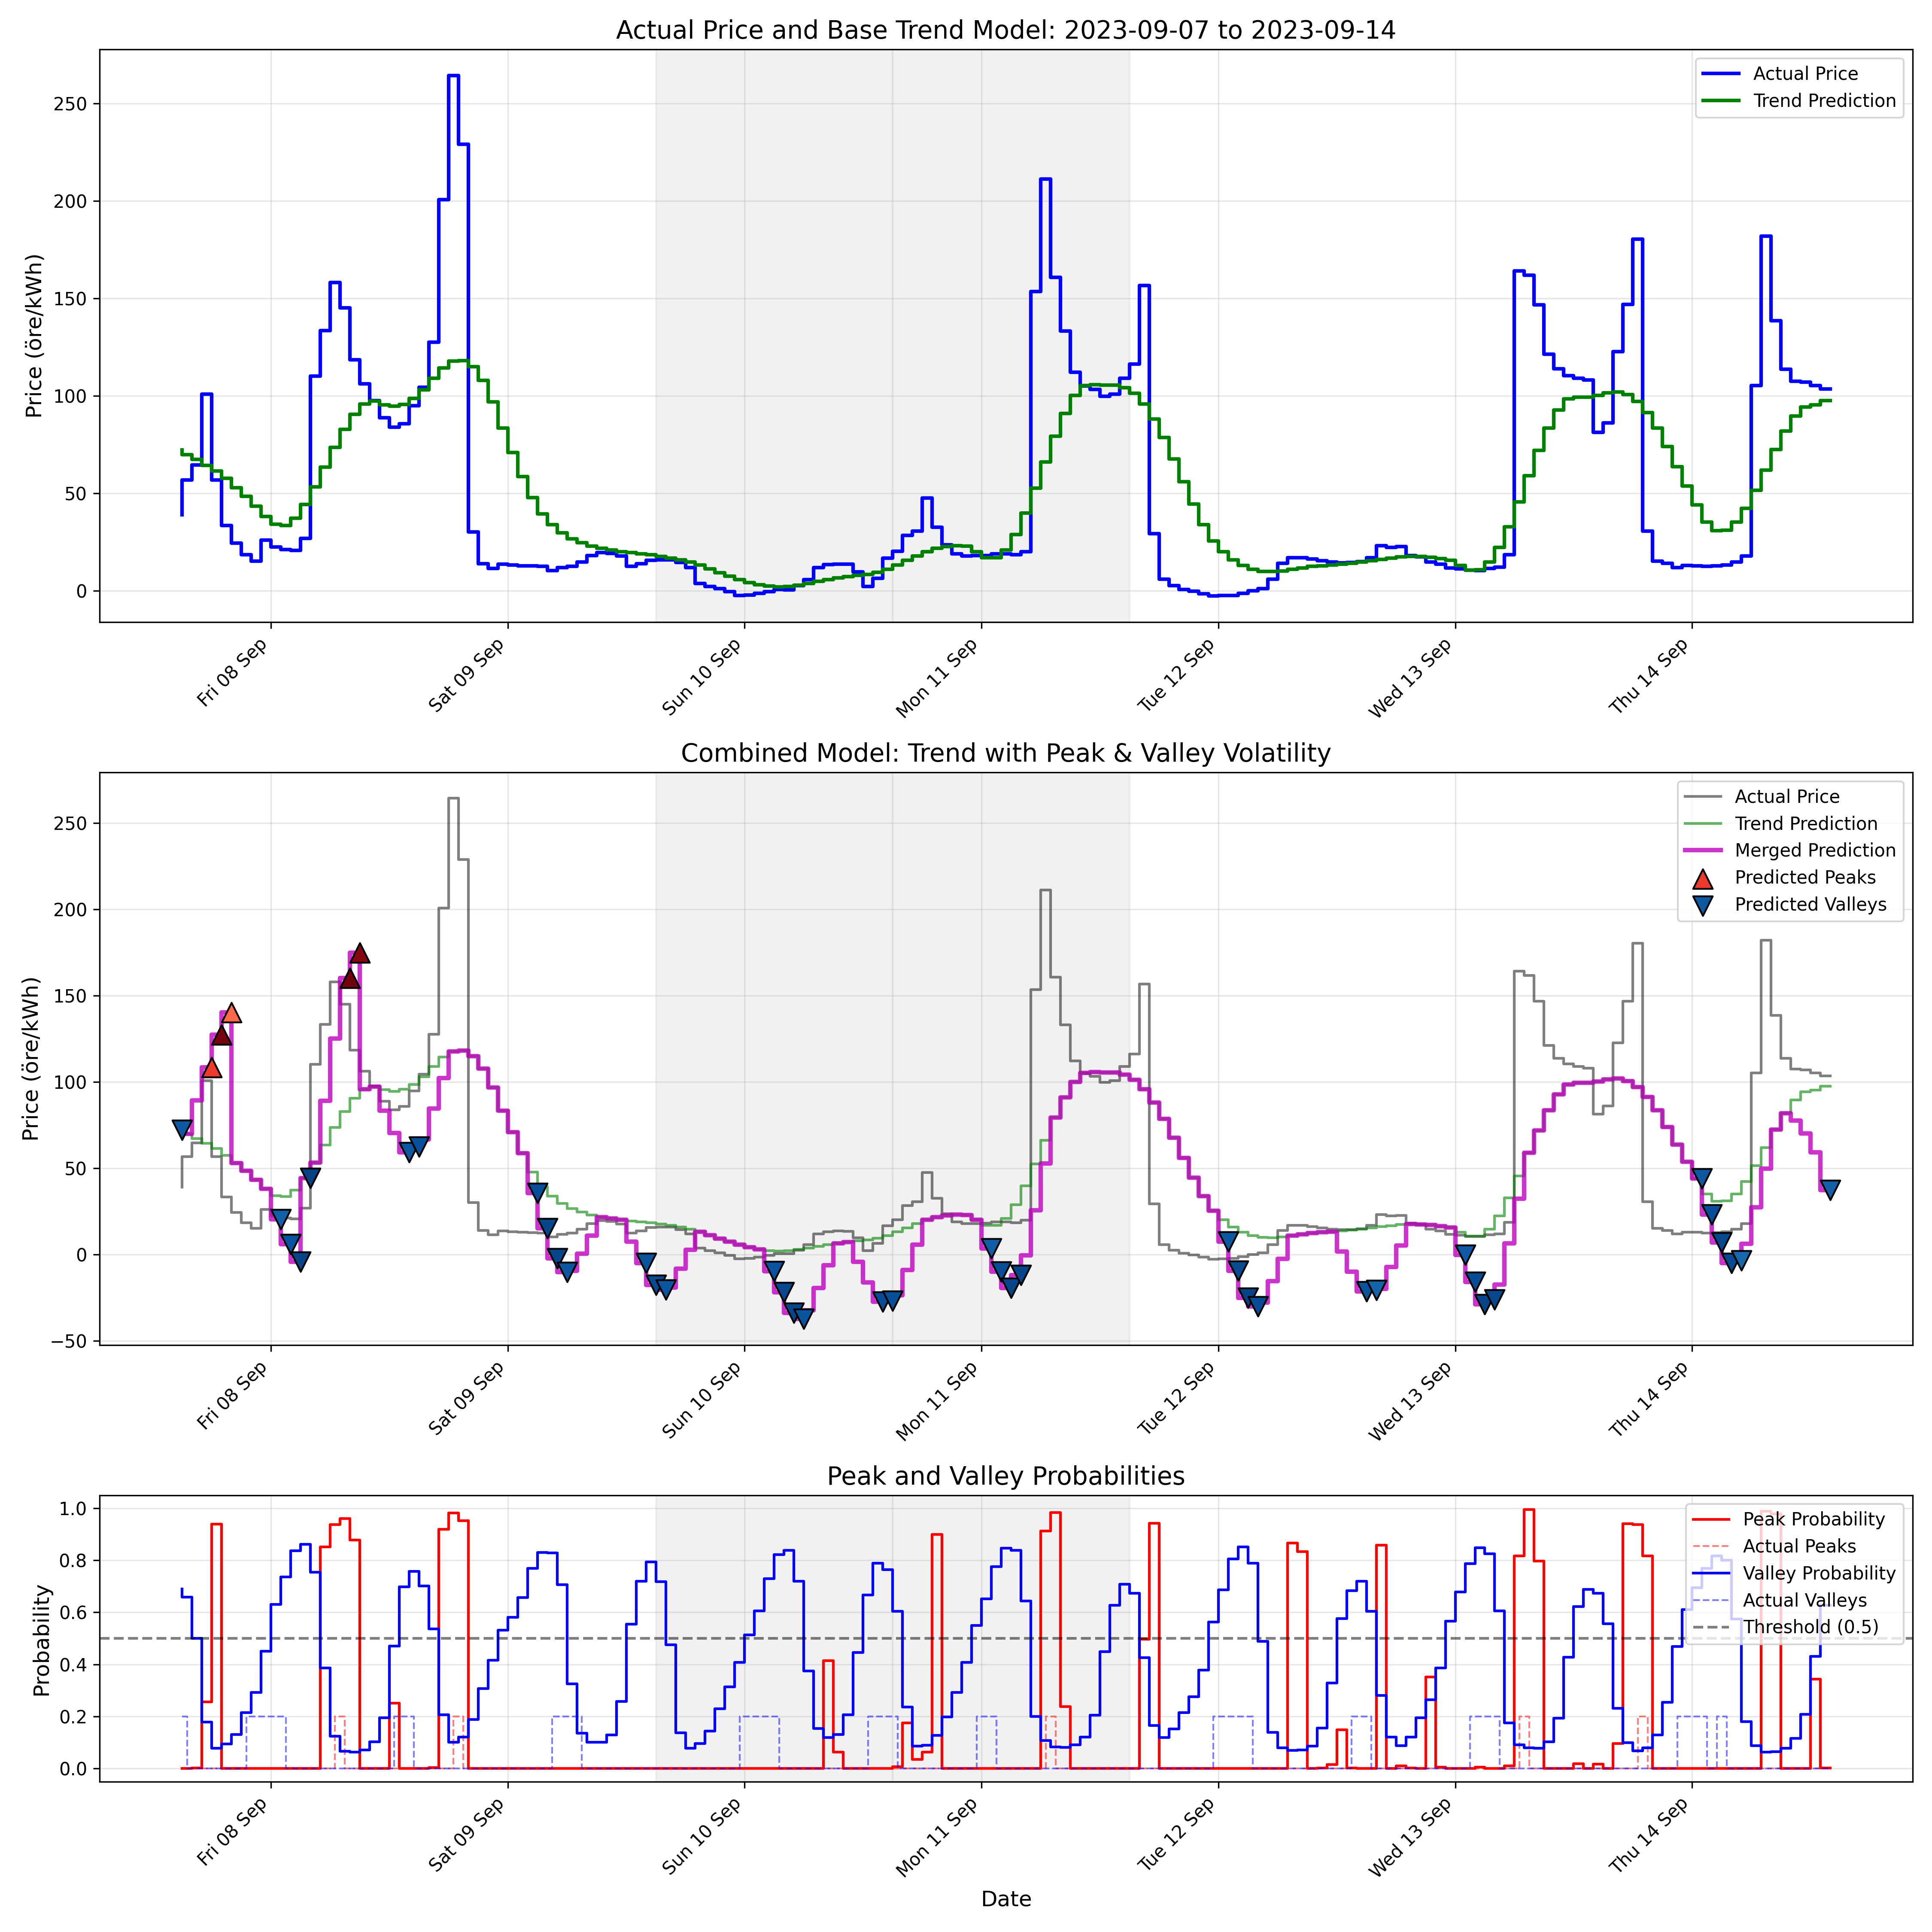 Actual Price and Base Trend Model: 2023-09-07 to 2023-09-14
Price (öre/kWh)
250
200
150
100
50
0
Actual Price
Trend Prediction
Fri 08 Sep
Sat 09 Sep
Sun 10 Sep
Mon 11 Sep
Tue 12 Sep
Wed 13 Sep
Thu 14 Sep
Combined Model: Trend with Peak & Valley Volatility
Price (öre/kWh)
250
200
150
100
50
0
−50
Actual Price
Trend Prediction
Merged Prediction
Predicted Peaks
Predicted Valleys
Fri 08 Sep
Sat 09 Sep
Sun 10 Sep
Mon 11 Sep
Tue 12 Sep
Wed 13 Sep
Thu 14 Sep
Peak and Valley Probabilities
Probability
1.0
0.8
0.6
0.4
0.2
0.0
Peak Probability
Actual Peaks
Valley Probability
Actual Valleys
Threshold (0.5)
Fri 08 Sep
Sat 09 Sep
Sun 10 Sep
Mon 11 Sep
Tue 12 Sep
Wed 13 Sep
Thu 14 Sep
Date